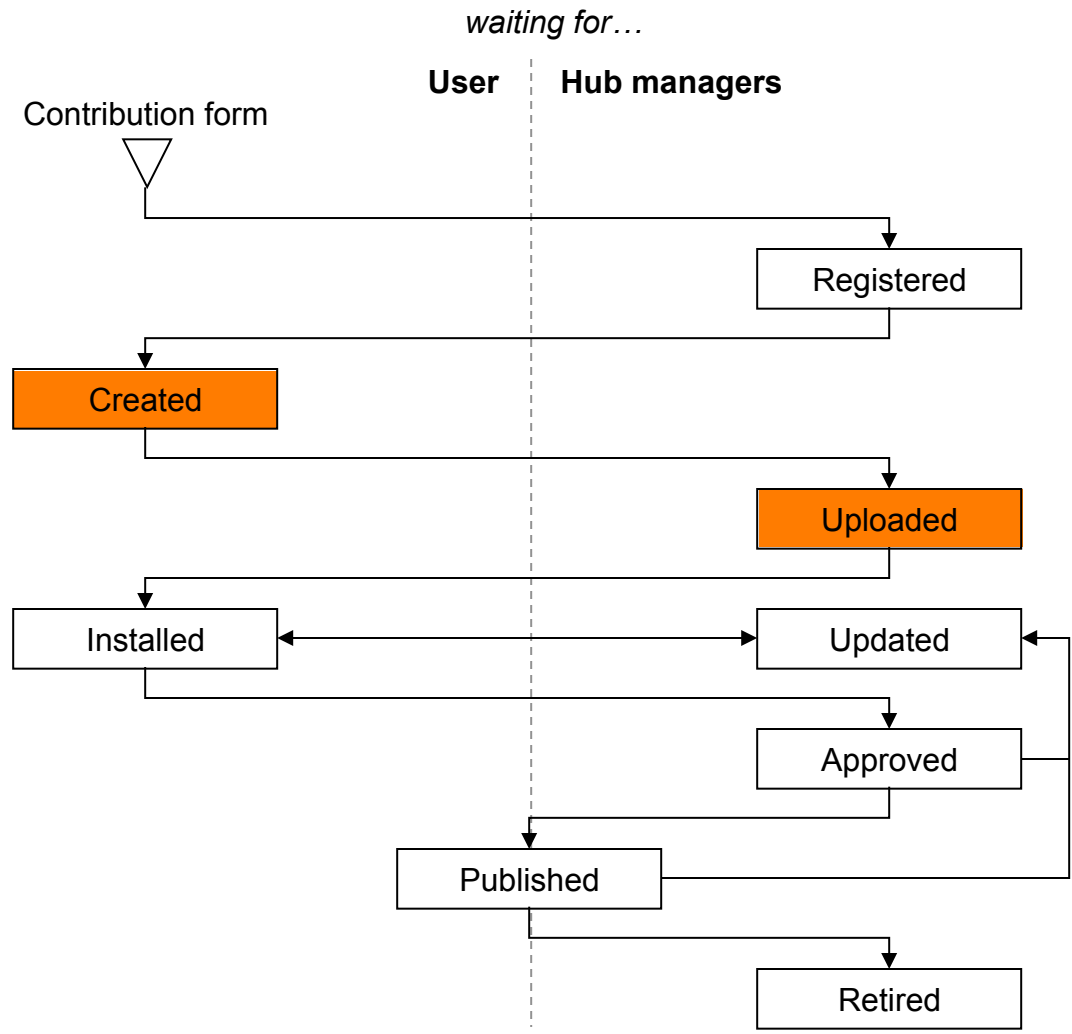 waiting for…
User
Hub managers
Contribution form
Registered
Created
Uploaded
Installed
Updated
Approved
Published
Retired